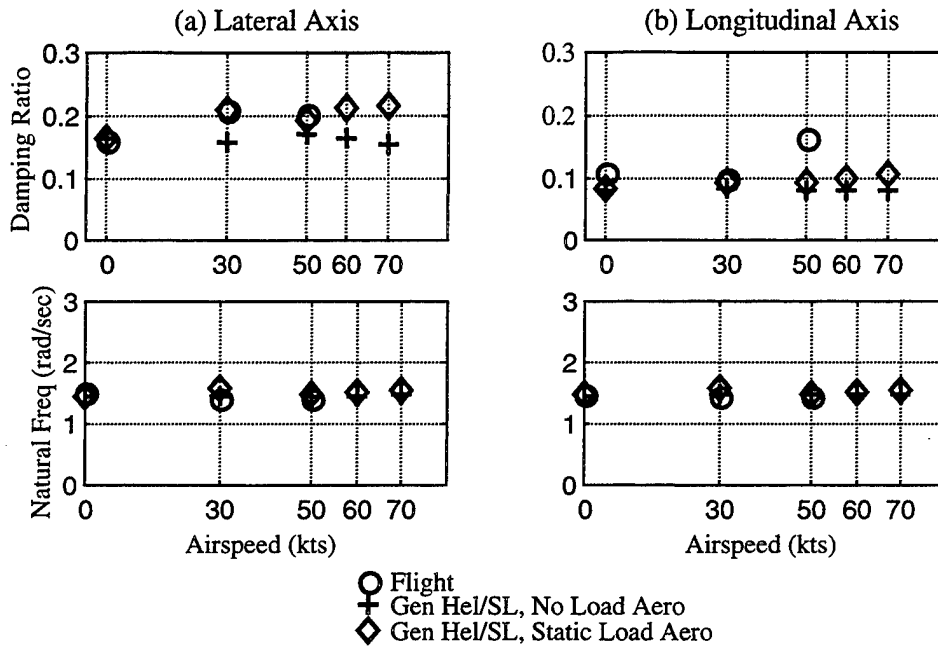 (a) Lateral Axis
(b) Longitudinal Axis
Damping Ratio
0.3
0.2
0.1
0
0 30 50 60 70
0.3
0.2
0.1
0
0 30 50 60 70
Natural Freq (rad/sec)
3
2
1
0
0 30 50 60 70
Airspeed (kts)
3
2
1
0
0 30 50 60 70
Airspeed (kts)
Flight
Gen Hel/SL, No Load Aero
Gen Hel/SL, Static Load Aero